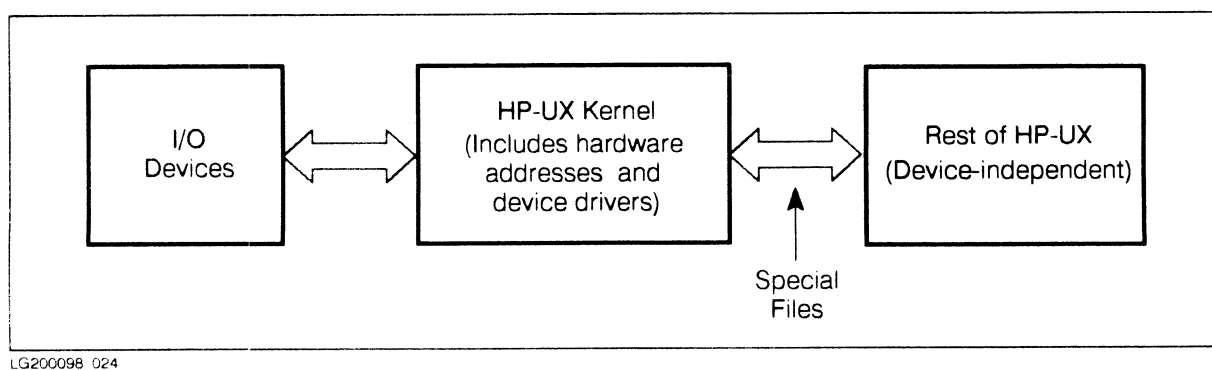 I/O
Devices
HP-UX Kernel
(Includes hardware
addresses and
device drivers)
Rest of HP-UX
(Device-independent)
Special
Files
LG200098 024